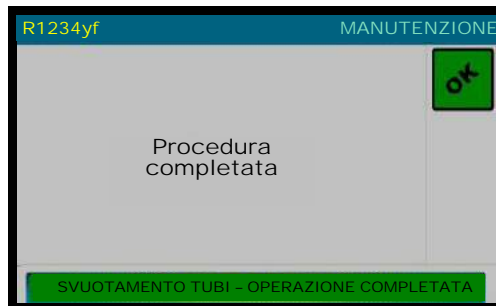 R1234yf MANUTENZIONE
OK
Procedura
completata
SVUOTAMENTO TUBI – OPERAZIONE COMPLETATA